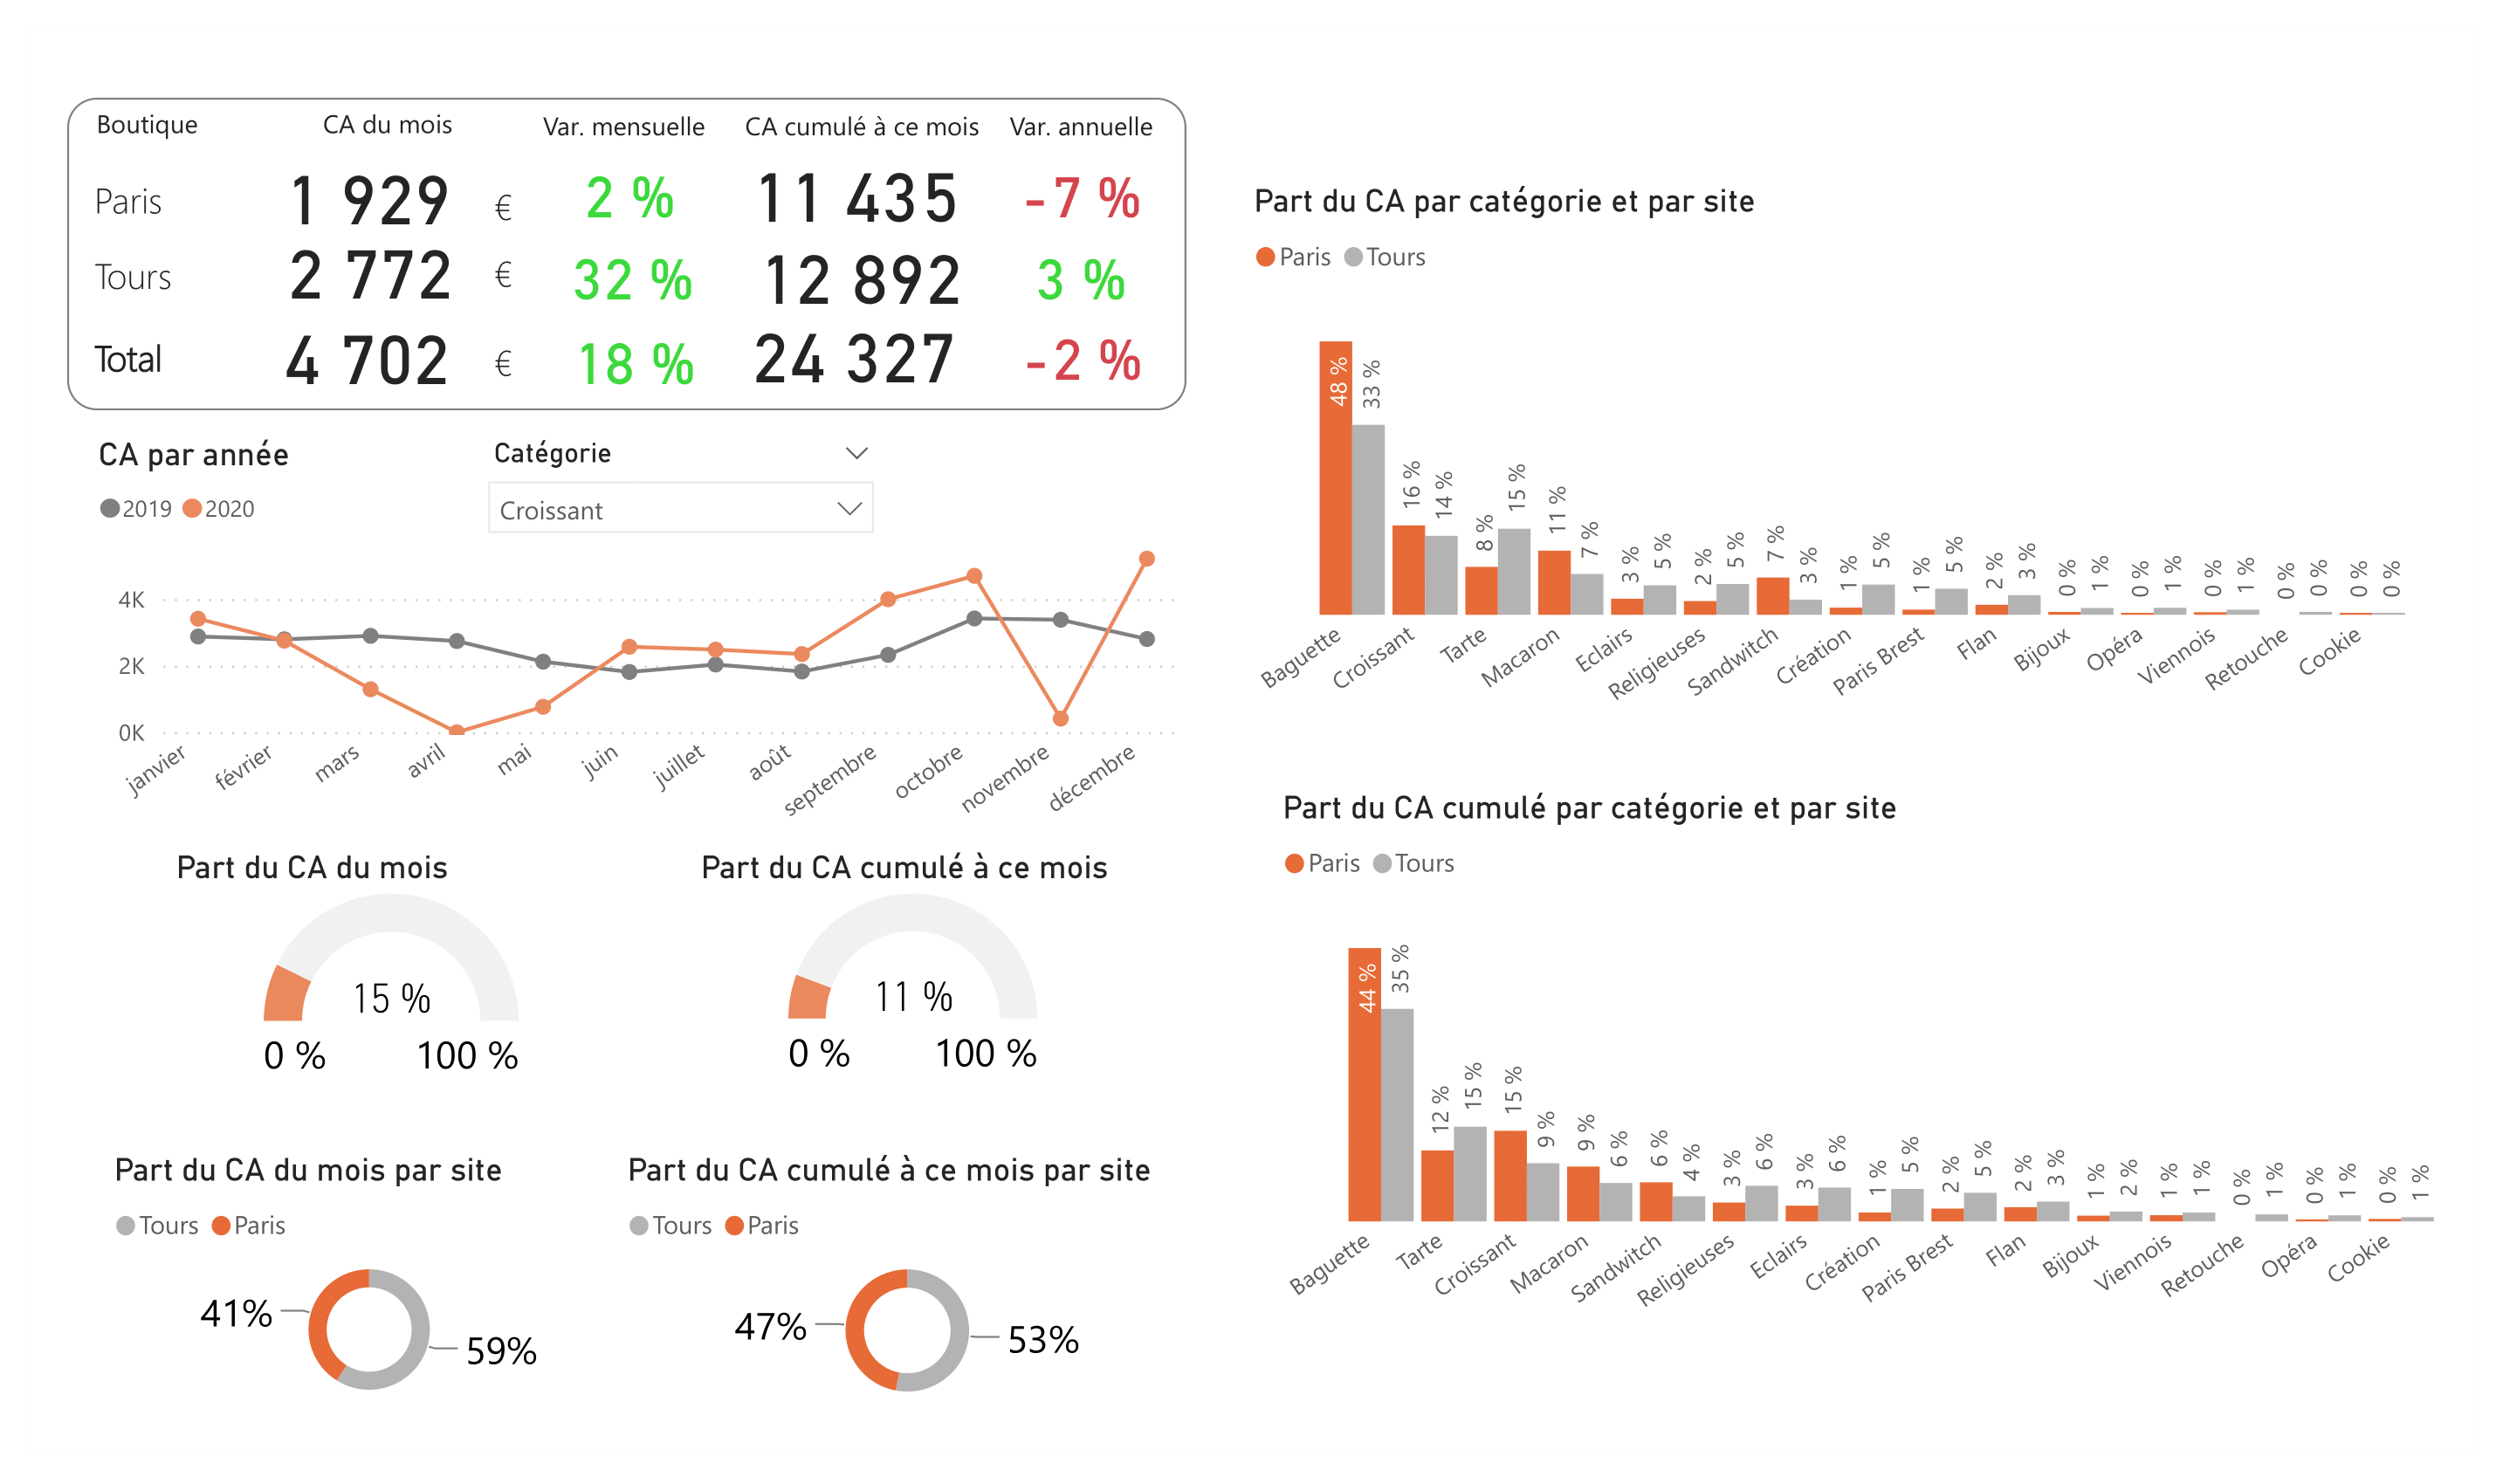 Boutique CA du mois Var. mensuelle CA cumulé à ce mois Var. annuelle
Paris 1 929 € 2 % 11 435 -7 %
Tours 2 772 € 32 % 12 892 3 %
Total 4 702 € 18 % 24 327 -2 %
CA par année
2019 2020
Catégorie
Croissant
4K
2K
0K
janvier février mars avril mai juin juillet août septembre octobre novembre décembre
Part du CA du mois
15 %
0 % 100 %
Part du CA cumulé à ce mois
11 %
0 % 100 %
Part du CA du mois par site
Tours Paris
41%
59%
Part du CA cumulé à ce mois par site
Tours Paris
47%
53%
Part du CA par catégorie et par site
Paris Tours
48 % 33 % 16 % 14 % 8 % 15 % 11 % 7 % 3 % 5 % 2 % 5 % 7 % 3 % 1 % 5 % 1 % 5 % 2 % 3 % 0 % 1 % 0 % 1 % 0 % 1 % 0 % 0 % 0 % 0 %
Baguette Croissant Tarte Macaron Eclairs Religieuses Sandwitch Création Paris Brest Flan Bijoux Opéra Viennois Retouche Cookie
Part du CA cumulé par catégorie et par site
Paris Tours
44 % 35 % 12 % 15 % 15 % 9 % 9 % 6 % 6 % 4 % 3 % 6 % 3 % 6 % 1 % 5 % 2 % 5 % 2 % 3 % 1 % 2 % 1 % 1 % 0 % 1 % 0 % 1 % 0 % 1 %
Baguette Tarte Croissant Macaron Sandwitch Religieuses Eclairs Création Paris Brest Flan Bijoux Viennois Retouche Opéra Cookie